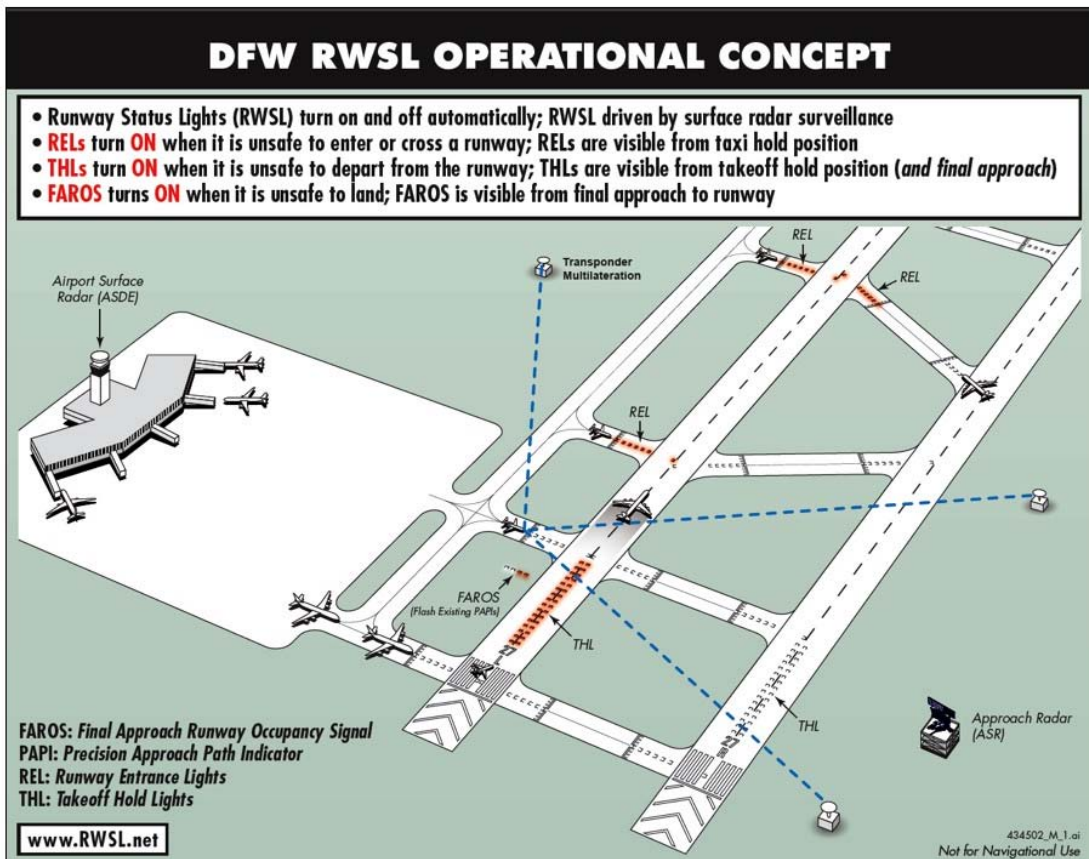 DFW RWSL OPERATIONAL CONCEPT
• Runway Status Lights (RWSL) turn on and off automatically; RWSL driven by surface radar surveillance
• RELs turn ON when it is unsafe to enter or cross a runway; RELs are visible from taxi hold position
• THLs turn ON when it is unsafe to depart from the runway; THLs are visible from takeoff hold position (and final approach)
• FAROS turns ON when it is unsafe to land; FAROS is visible from final approach to runway
REL
Transponder
Multilateration
REL
Airport Surface
Radar (ASDE)
REL
FAROS
(Flash Existing PAPIs)
THL
27
L
THL
27
Approach Radar
(ASR)
FAROS: Final Approach Runway Occupancy Signal
PAPI: Precision Approach Path Indicator
REL: Runway Entrance Lights
THL: Takeoff Hold Lights
www.RWSL.net
434502_M_1.ai
Not for Navigational Use